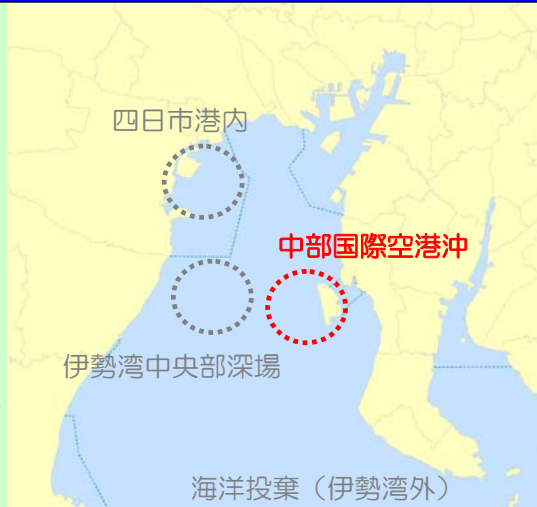 四日市港内
中部国際空港沖
伊勢湾中央部深場
海洋投棄（伊勢湾外）